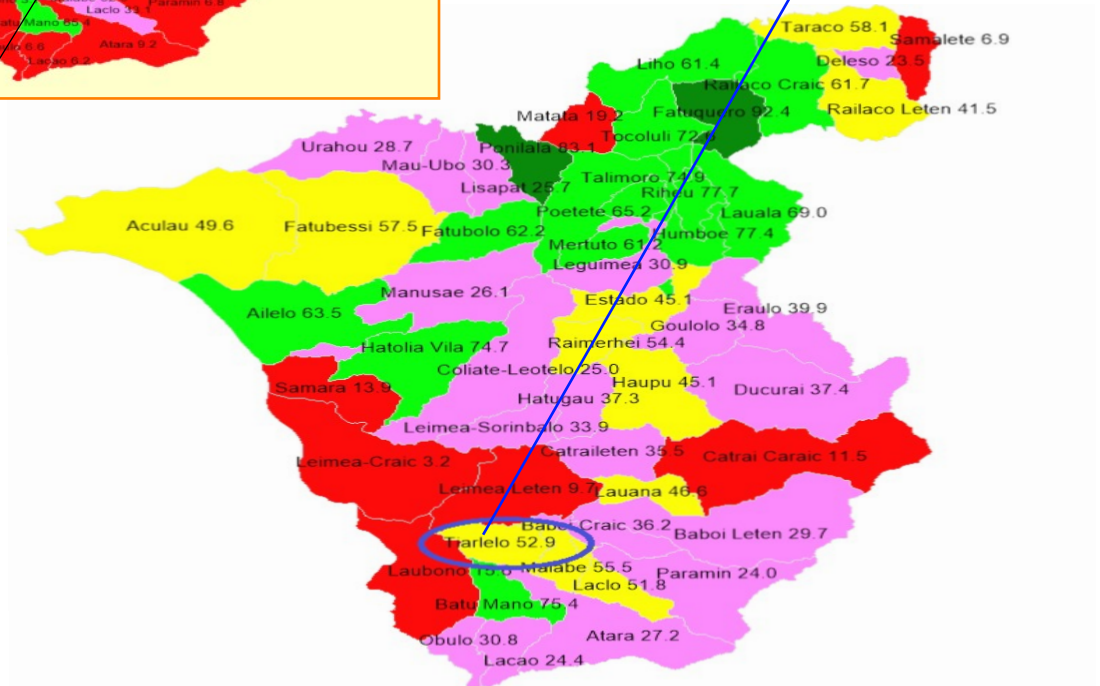 Paramin 6.8
Laclo 33.1
Atara 9.2
Lacao 6.2
Taraco 58.1
Samalete 6.9
Liho 61.4
Deleso 23.5
Railaco Craic 61.7
Matata 19.2
Fatuquero 92.4
Railaco Leten 41.5
Tocoluli 72.6
Urahou 28.7
Ponilala 83.1
Mau-Ubo 30.3
Talimoro 74.9
Lisapat 25.7
Riheu 77.7
Poetete 65.2
Lauala 69.0
Aculau 49.6
Fatubessi 57.5
Fatubolo 62.2
Humboe 77.4
Mertuto 61.2
Leguimea 30.9
Manusae 26.1
Estado 45.1
Eraulo 39.9
Ailelo 63.5
Goulolo 34.8
Raimerhei 54.4
Hatolia Vila 74.7
Coliate-Leotelo 25.0
Haupu 45.1
Samara 13.9
Ducurai 37.4
Hatugau 37.3
Leimea-Sorinbalo 33.9
Catraileten 35.5
Catrai Caraic 11.5
Leimea-Craic 3.2
Leimea Leten 9.7
Lauana 46.6
Baboi Craic 36.2
Baboi Leten 29.7
Tiarlelo 52.9
Malabe 55.5
Laubono 15.6
Paramin 24.0
Laclo 51.8
Batu Mano 75.4
Atara 27.2
Obulo 30.8
Lacao 24.4